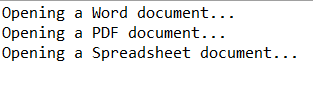 Opening a Word document...
Opening a PDF document...
Opening a Spreadsheet document...